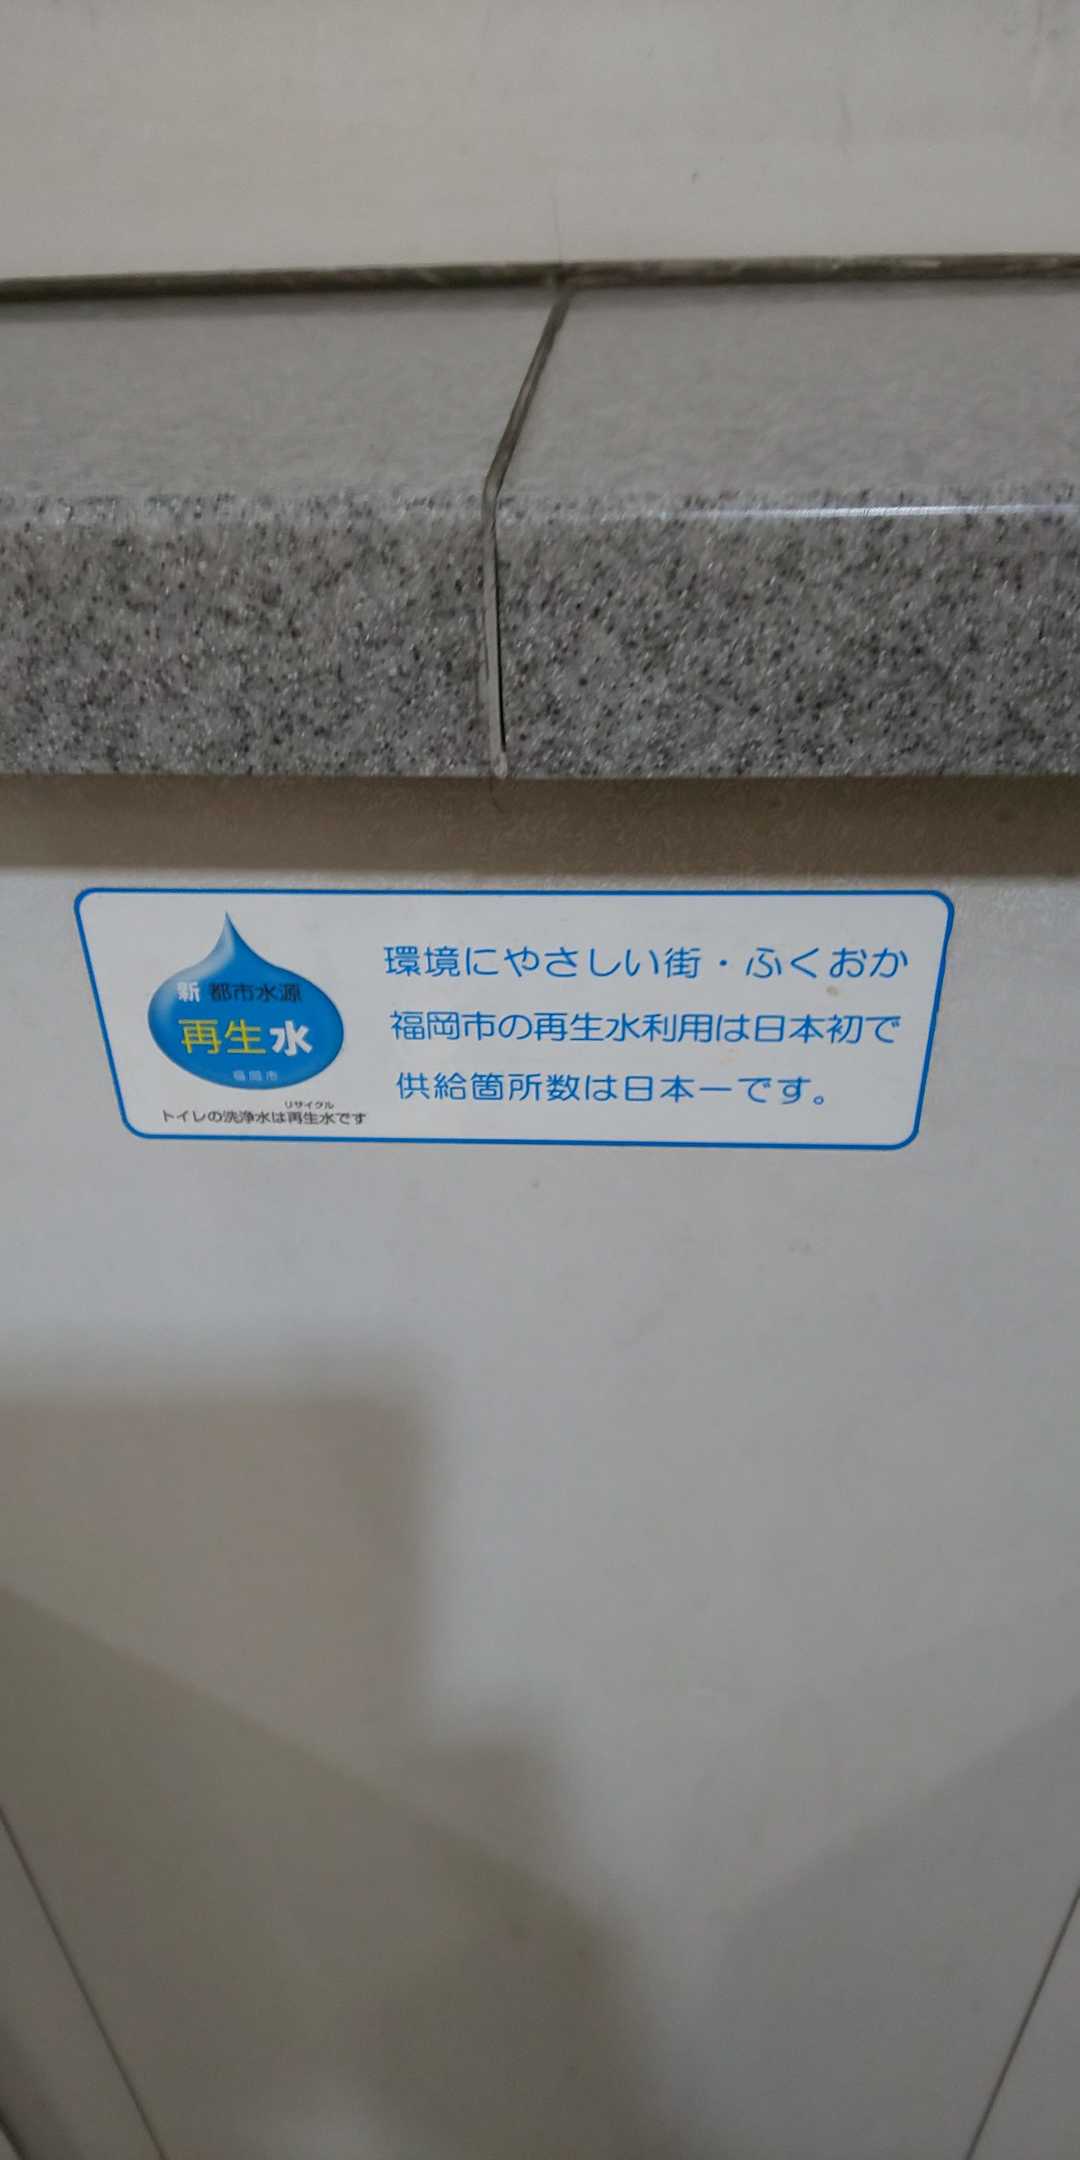 新 都市水源
再生水
福岡市
リサイクル
トイレの洗浄水は再生水です
環境にやさしい街・ふくおか
福岡市の再生水利用は日本初で
供給箇所数は日本一です。